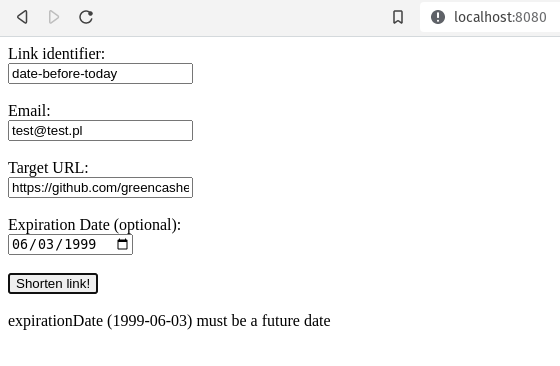 localhost:8080
Link identifier:
date-before-today
Email:
test@test.pl
Target URL:
https://github.com/greencashe
Expiration Date (optional):
06/03/1999
Shorten link!
expirationDate (1999-06-03) must be a future date